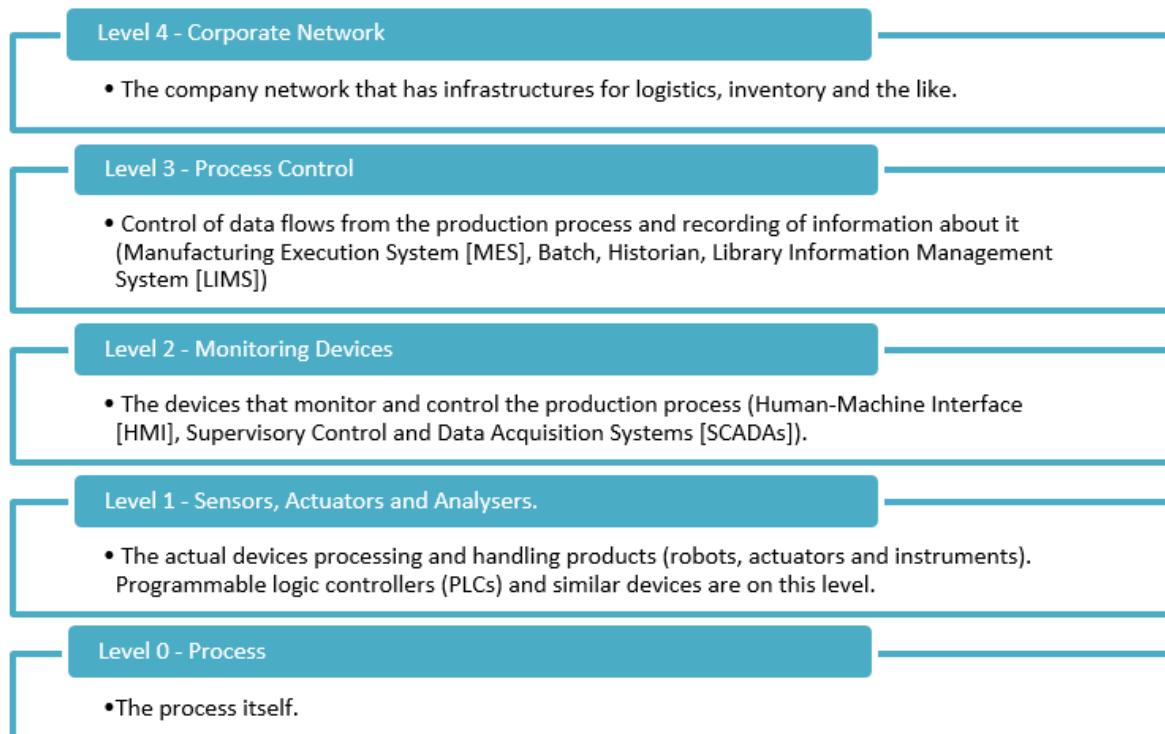 Level 4 - Corporate Network
• The company network that has infrastructures for logistics, inventory and the like.
Level 3 - Process Control
• Control of data flows from the production process and recording of information about it
(Manufacturing Execution System [MES], Batch, Historian, Library Information Management
System [LIMS])
Level 2 - Monitoring Devices
• The devices that monitor and control the production process (Human-Machine Interface
[HMI], Supervisory Control and Data Acquisition Systems [SCADAs]).
Level 1 - Sensors, Actuators and Analysers.
• The actual devices processing and handling products (robots, actuators and instruments).
Programmable logic controllers (PLCs) and similar devices are on this level.
Level 0 - Process
•The process itself.